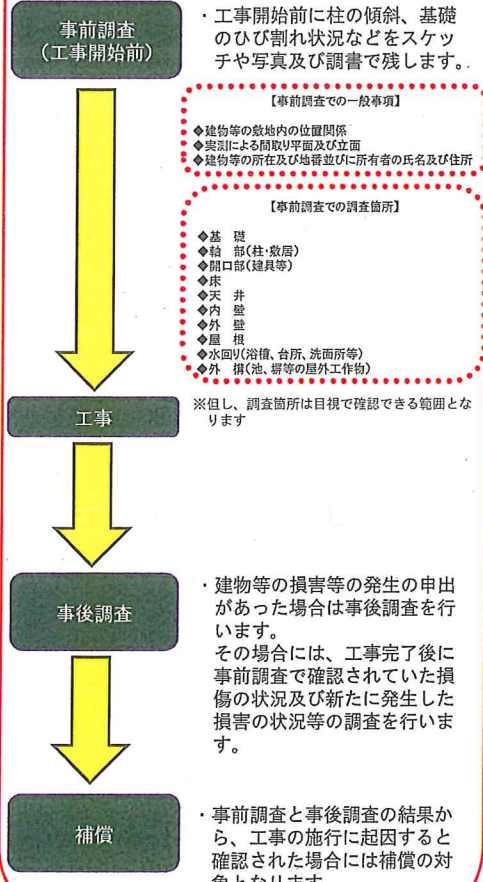 事前調査
(工事開始前)
・工事開始前に柱の傾斜、基礎
のひび割れ状況などをスケッ
チや写真及び調書で残します。
【事前調査での一般事項】
◆建物等の敷地内の位置関係
◆実測による間取り平面及び立面
◆建物等の所在及び地番並びに所有者の氏名及び住所
【事前調査での調査箇所】
◆基　礎
◆軸　部(柱・敷居)
◆開口部(建具等)
◆床
◆天　井
◆内　壁
◆外　壁
◆屋　根
◆水回り(浴槽、台所、洗面所等)
◆外　構(池、塀等の屋外工作物)
※但し、調査箇所は目視で確認できる範囲とな
ります
工事
事後調査
・建物等の損害等の発生の申出
があった場合は事後調査を行
います。
その場合には、工事完了後に
事前調査で確認されていた損
傷の状況及び新たに発生した
損害の状況等の調査を行いま
す。
補償
・事前調査と事後調査の結果か
ら、工事の施行に起因すると
確認された場合には補償の対
象となります。